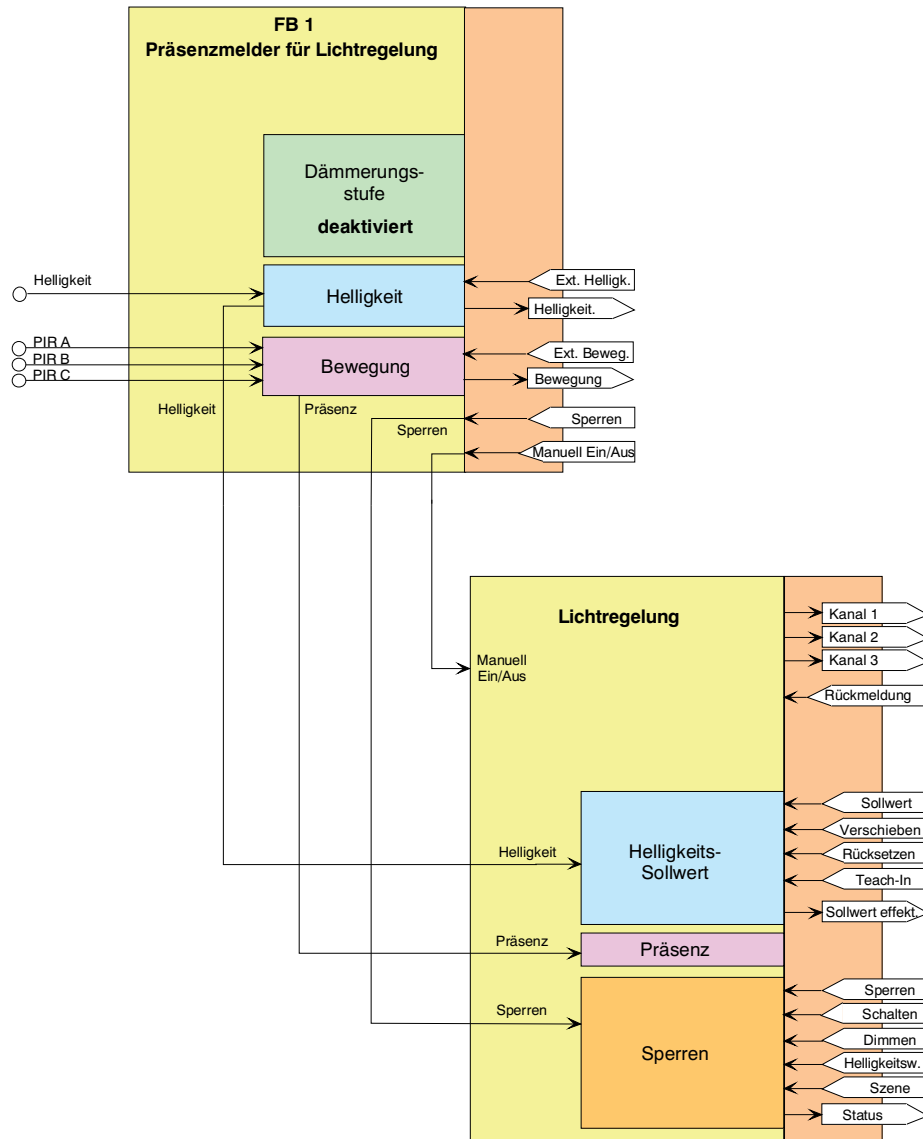 FB 1
Präsenzmelder für Lichtregelung
Dämmerungs-
stufe
deaktiviert
Helligkeit
Helligkeit
Ext. Helligk.
Helligkeit.
PIR A
PIR B
PIR C
Bewegung
Ext. Beweg.
Bewegung
Helligkeit
Präsenz
Sperren
Sperren
Manuell Ein/Aus
Lichtregelung
Manuell
Ein/Aus
Kanal 1
Kanal 2
Kanal 3
Rückmeldung
Helligkeit
Helligkeits-
Sollwert
Sollwert
Verschieben
Rücksetzen
Teach-In
Sollwert effekt.
Präsenz
Präsenz
Sperren
Sperren
Sperren
Schalten
Dimmen
Helligkeitsw.
Szene
Status